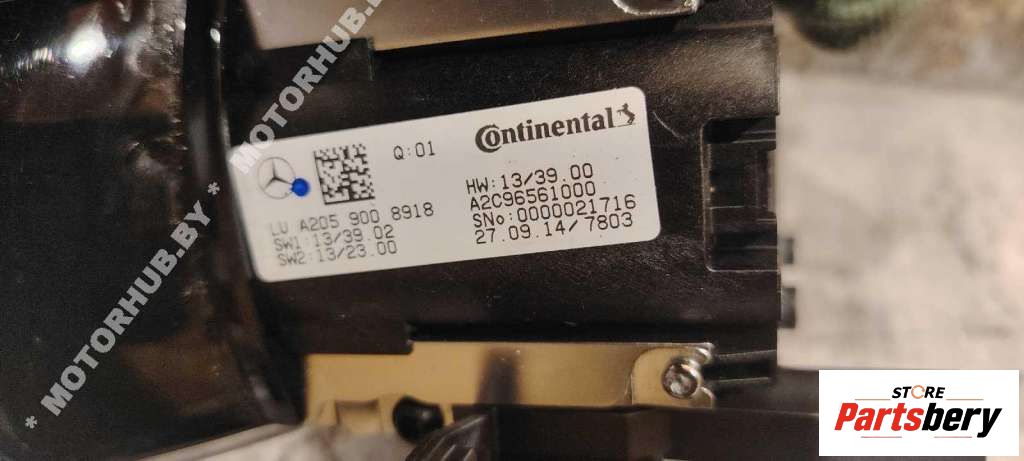 * MOTORHUB.BY * MOTORHUB.BY
Q:01
LU A205 900 8918
SW1:13/39.02
SW2:13/23.00
Continental
HW:13/39.00
A2C96561000
SNo:0000021716
27.09.14/7803
STORE
Partsbery